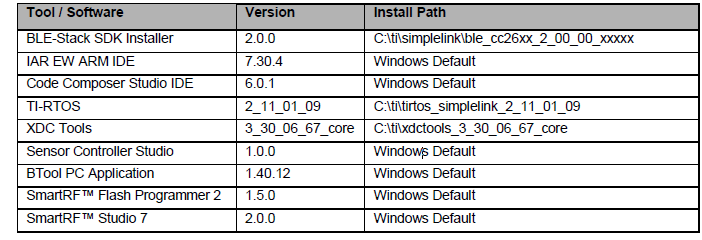 Tool / Software Version Install Path
BLE-Stack SDK Installer 2.0.0 C:\ti\simplelink\ble_cc26xx_2_00_00_xxxxx
IAR EW ARM IDE 7.30.4 Windows Default
Code Composer Studio IDE 6.0.1 Windows Default
TI-RTOS 2_11_01_09 C:\ti\tirtos_simplelink_2_11_01_09
XDC Tools 3_30_06_67_core C:\ti\xdctools_3_30_06_67_core
Sensor Controller Studio 1.0.0 Windows Default
BTool PC Application 1.40.12 Windows Default
SmartRF™ Flash Programmer 2 1.5.0 Windows Default
SmartRF™ Studio 7 2.0.0 Windows Default